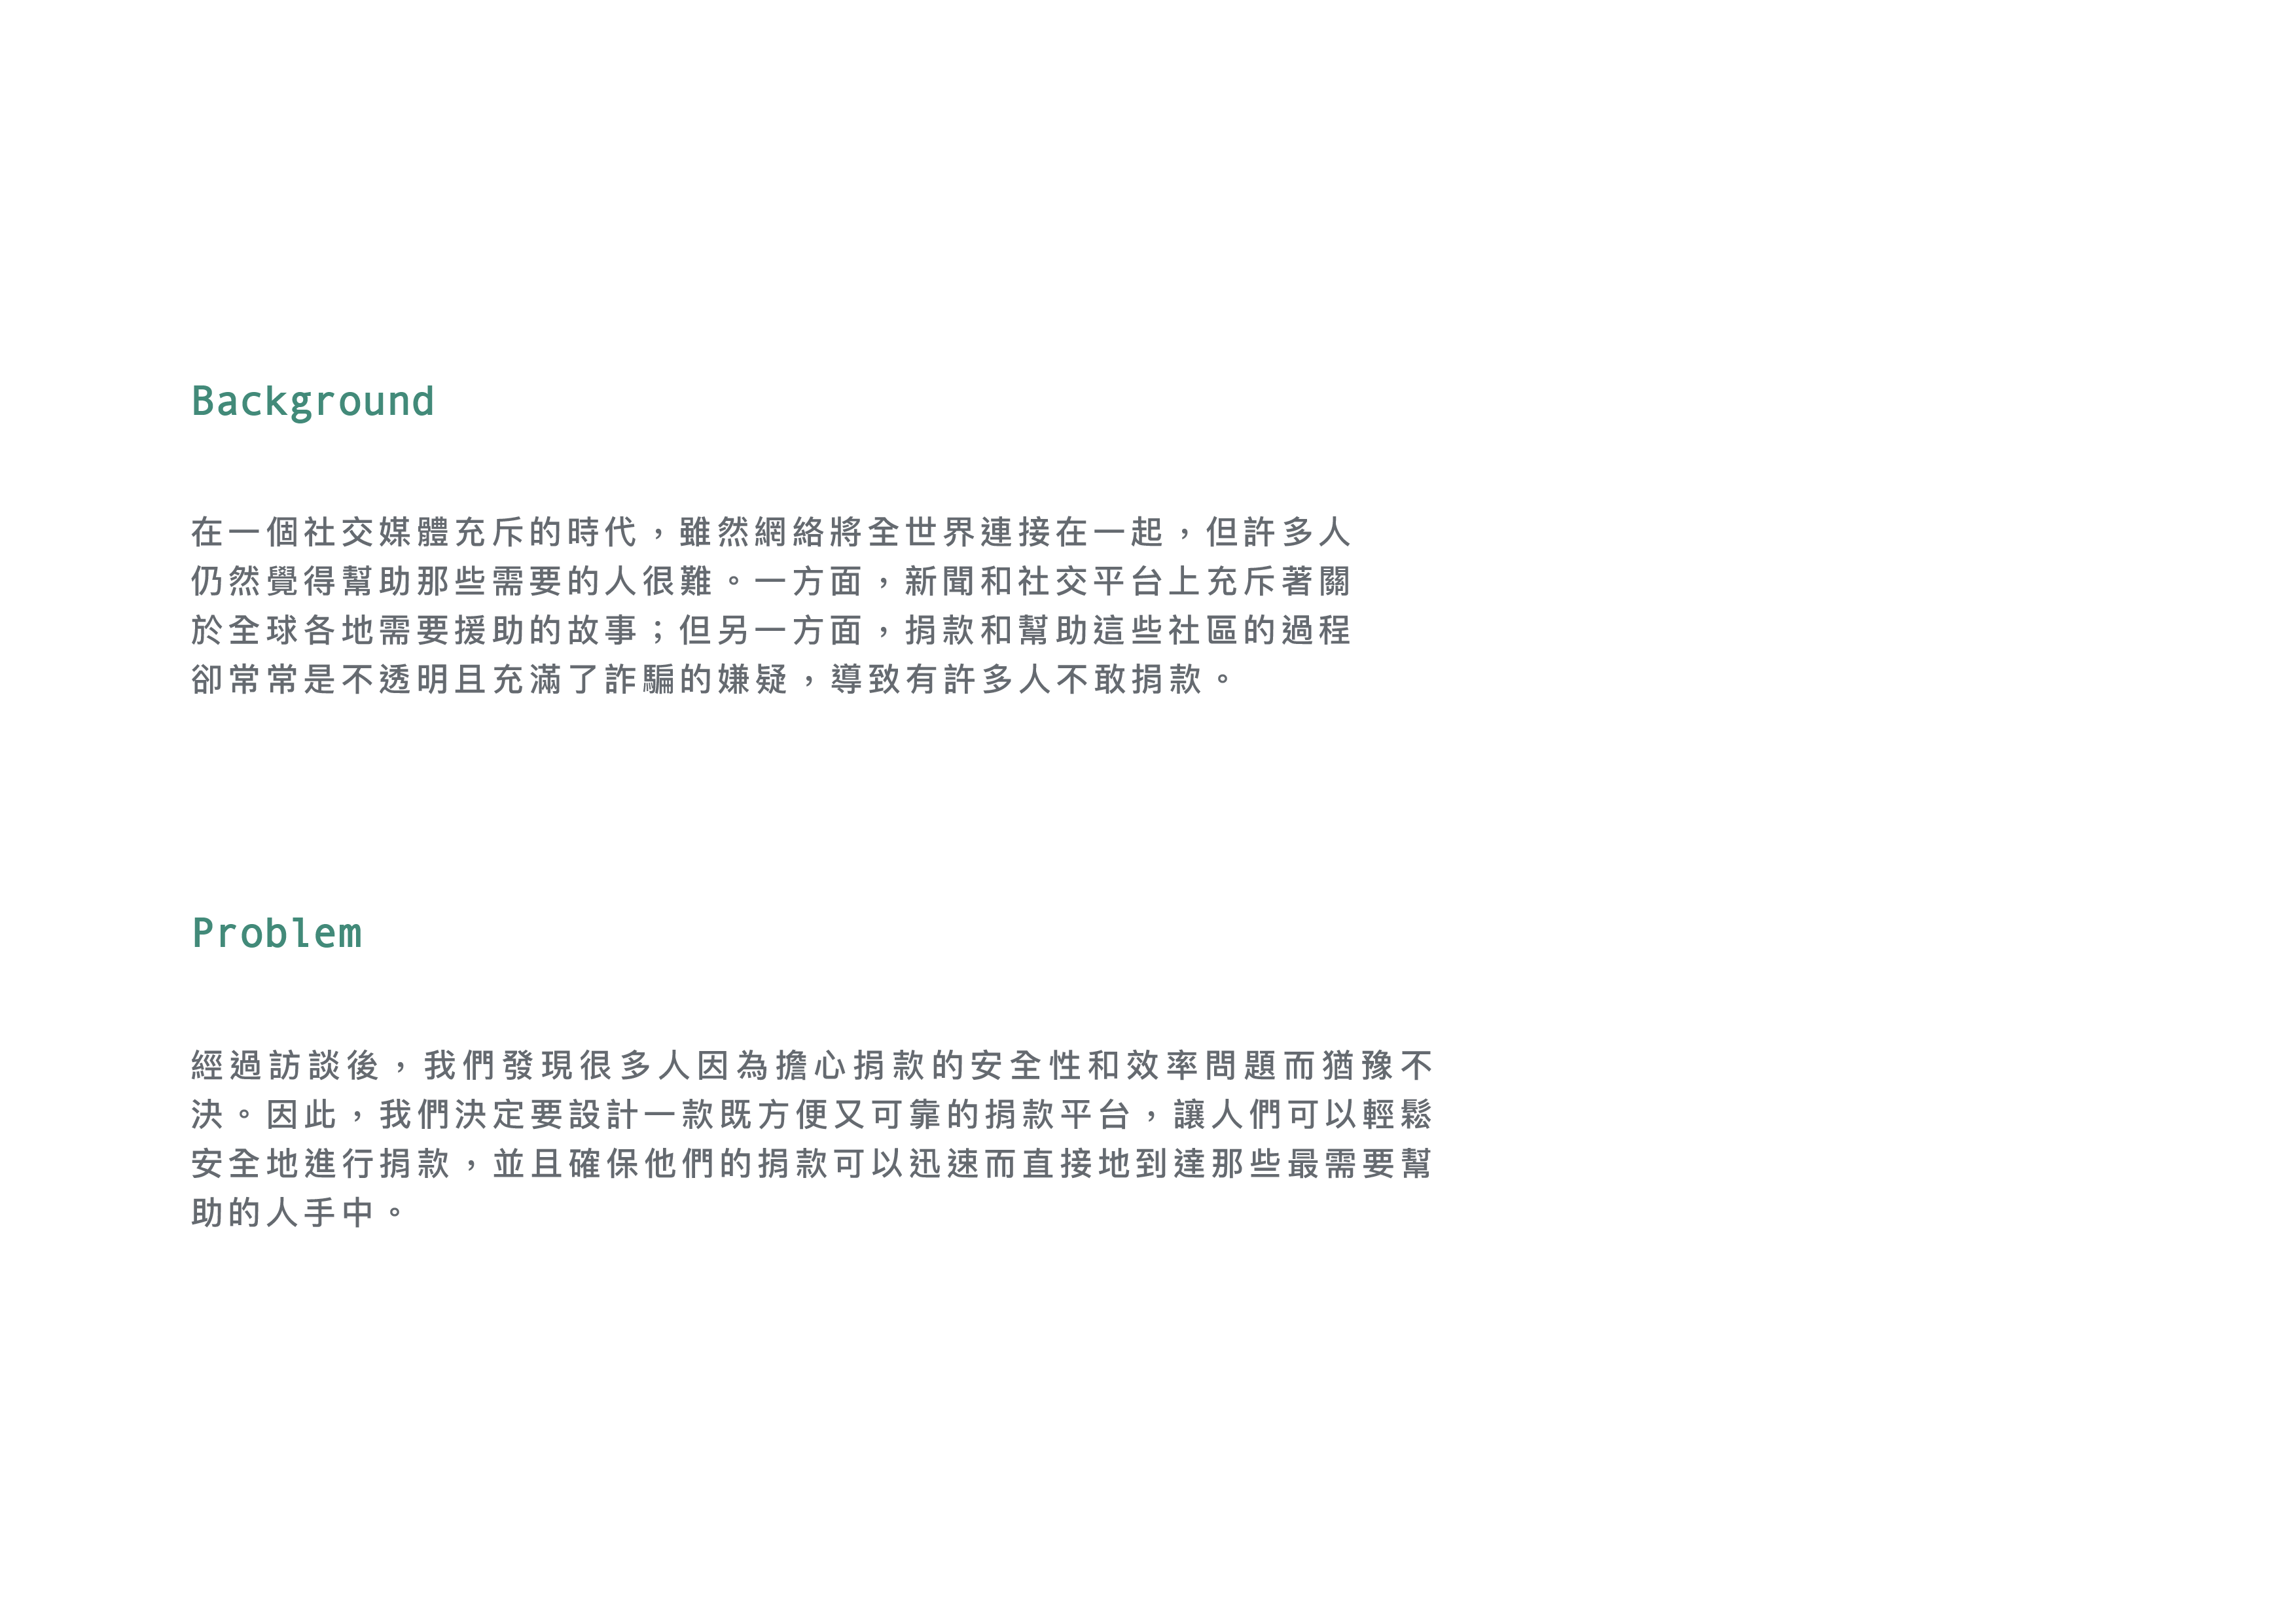 Background
在一個社交媒體充斥的時代，雖然網絡將全世界連接在一起，但許多人
仍然覺得幫助那些需要的人很難。一方面，新聞和社交平台上充斥著關
於全球各地需要援助的故事；但另一方面，捐款和幫助這些社區的過程
卻常常是不透明且充滿了詐騙的嫌疑，導致有許多人不敢捐款。
Problem
經過訪談後，我們發現很多人因為擔心捐款的安全性和效率問題而猶豫不
決。因此，我們決定要設計一款既方便又可靠的捐款平台，讓人們可以輕鬆
安全地進行捐款，並且確保他們的捐款可以迅速而直接地到達那些最需要幫
助的人手中。